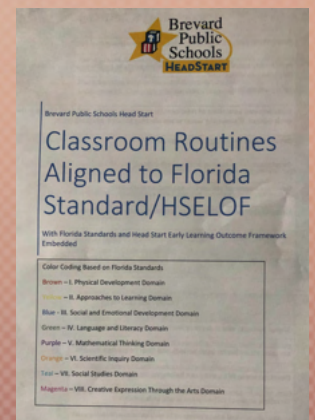 Brevard
Public
Schools
HEADSTART
Brevard Public Schools Head Start
Classroom Routines
Aligned to Florida
Standard/HSELOF
With Florida Standards and Head Start Early Learning Outcome Framework
Embedded
Color Coding Based on Florida Standards
Brown – I. Physical Development Domain
Yellow – II. Approaches to Learning Domain
Blue - III. Social and Emotional Development Domain
Green – IV. Language and Literacy Domain
Purple – V. Mathematical Thinking Domain
Orange – VI. Scientific Inquiry Domain
Teal – VII. Social Studies Domain
Magenta – VIII. Creative Expression Through the Arts Domain